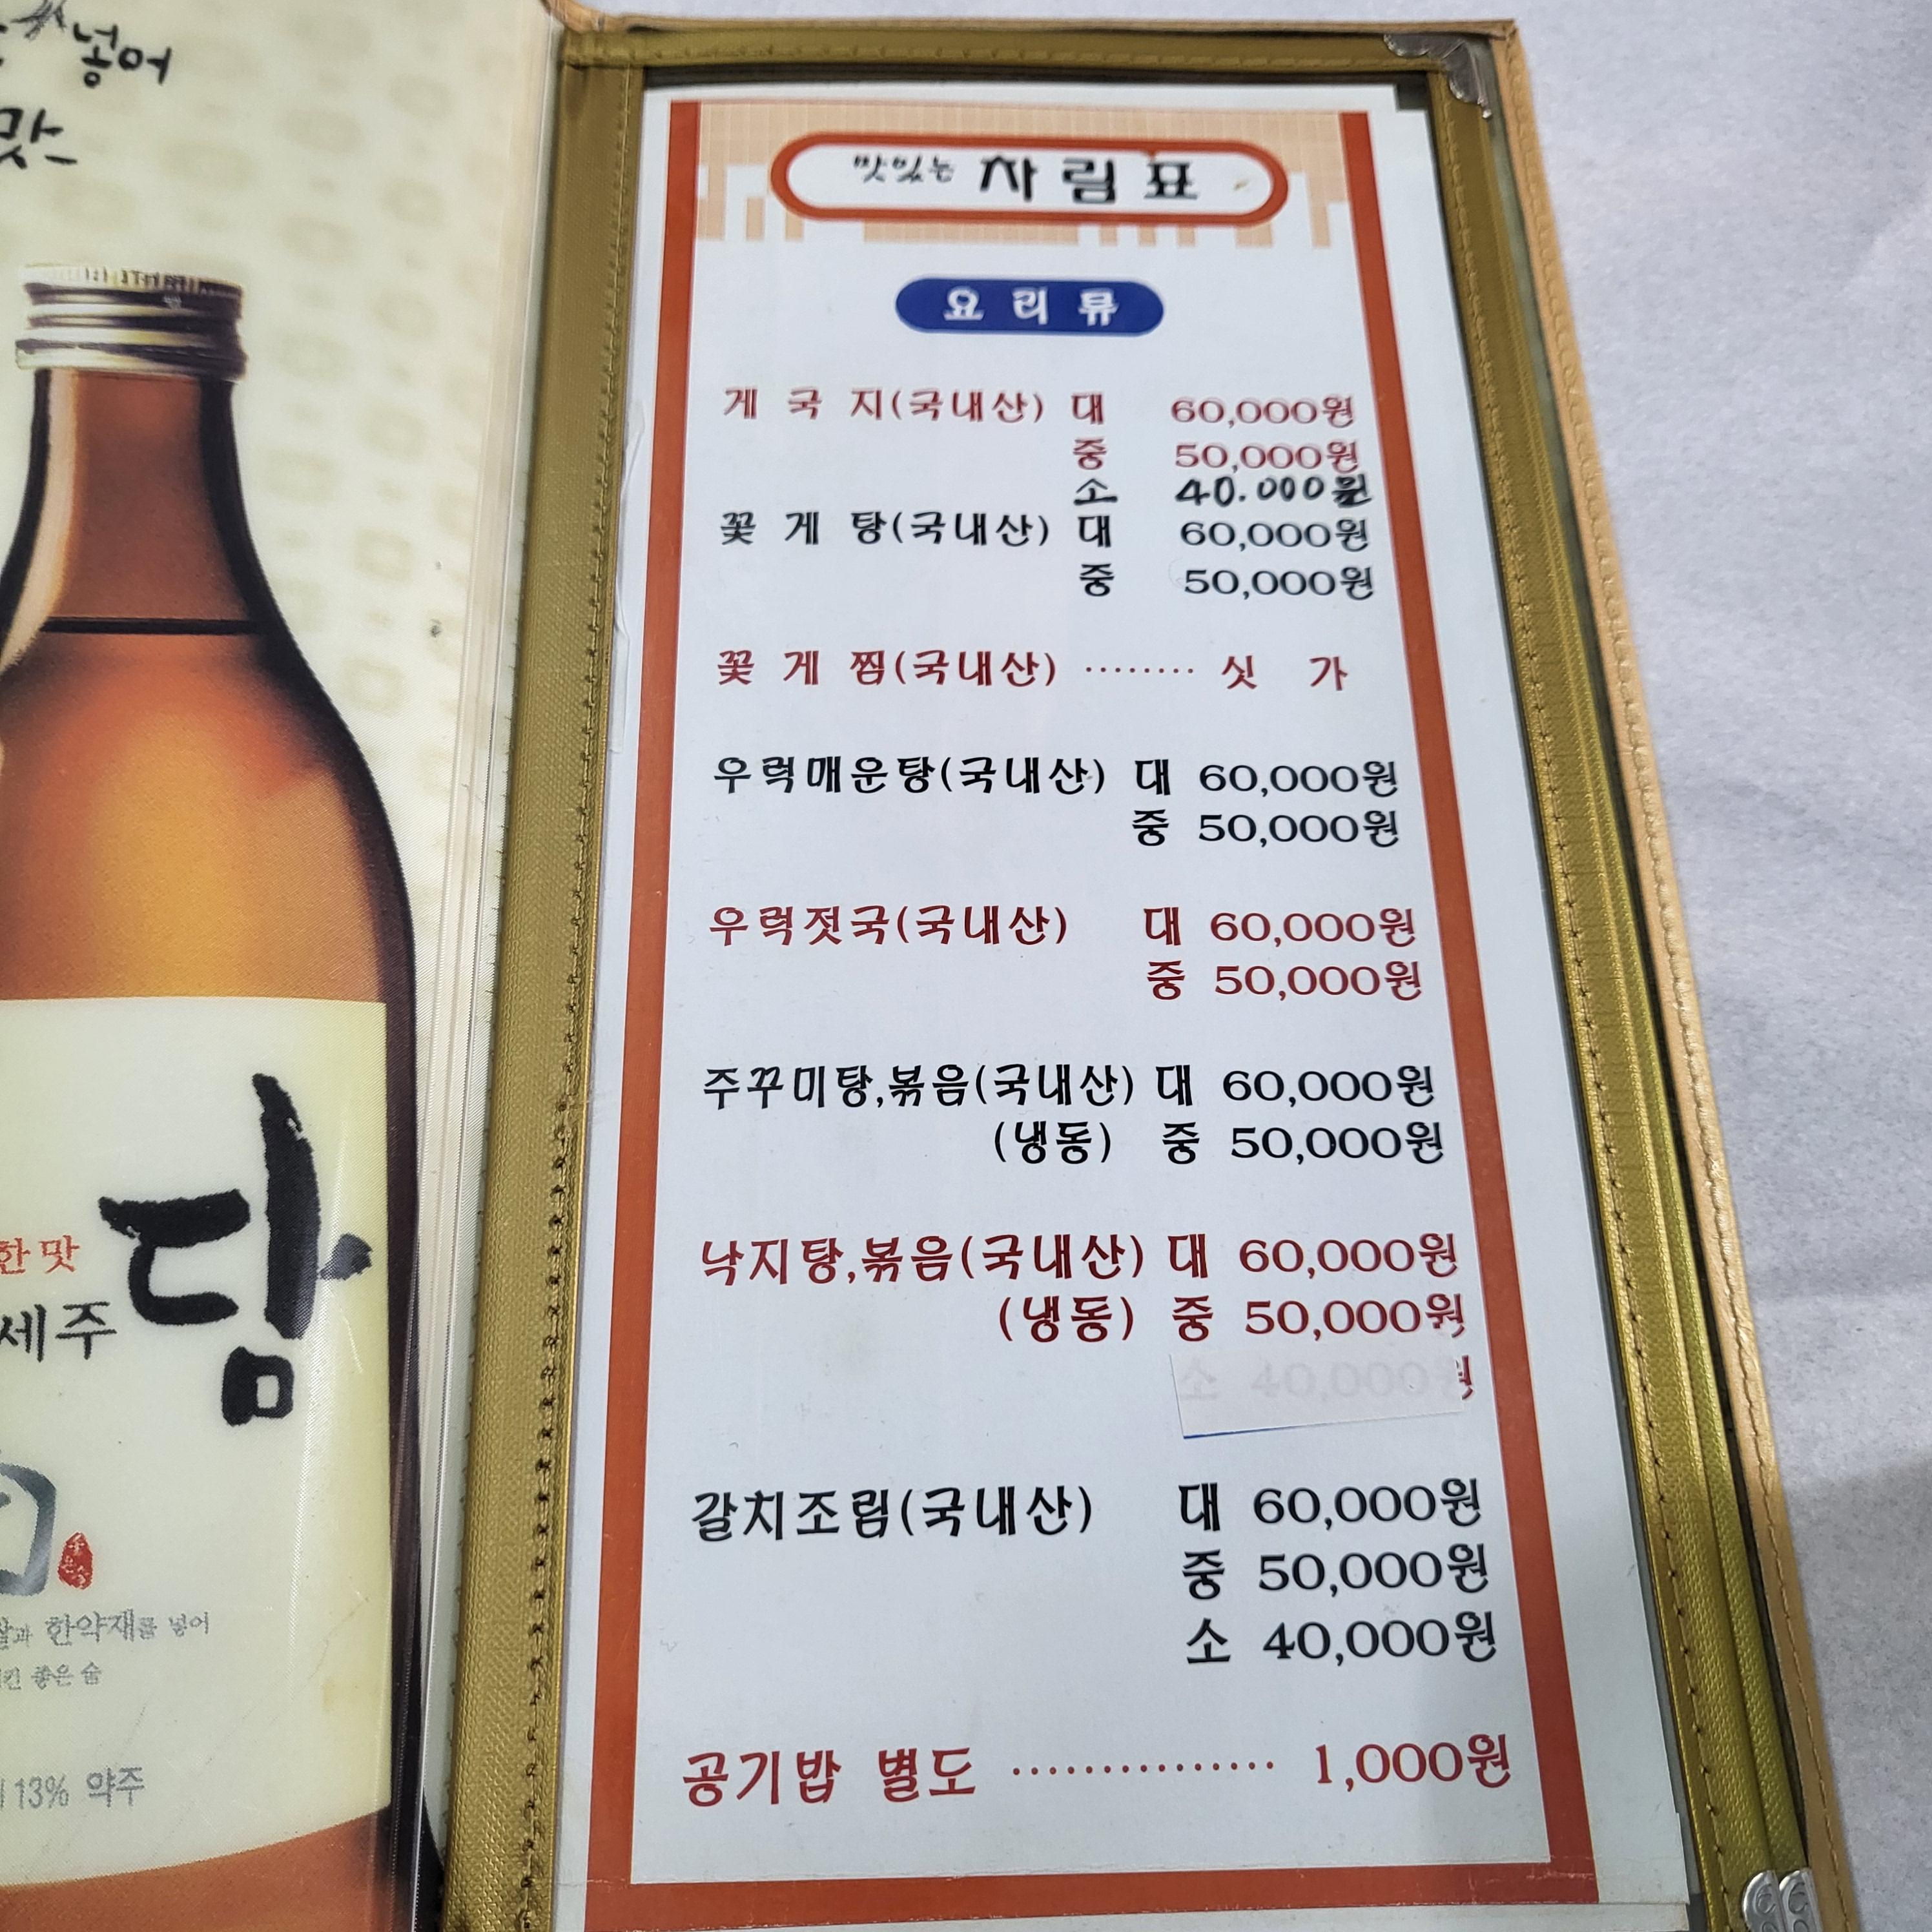 넣어
맛
한 맛
세주
담
한약재를 넣어
좋은 술
13% 약주
맛있는 차림표
요리류
게국지(국내산) 대 60,000원
중 50,000원
소 40.000원
꽃게탕(국내산) 대 60,000원
중 50,000원
꽃게찜(국내산) ········ 싯가
우럭매운탕(국내산) 대 60,000원
중 50,000원
우럭젓국(국내산) 대 60,000원
중 50,000원
주꾸미탕,볶음(국내산) 대 60,000원
(냉동) 중 50,000원
낙지탕,볶음(국내산) 대 60,000원
(냉동) 중 50,000원
소 40,000원
갈치조림(국내산) 대 60,000원
중 50,000원
소 40,000원
공기밥 별도 ··············· 1,000원